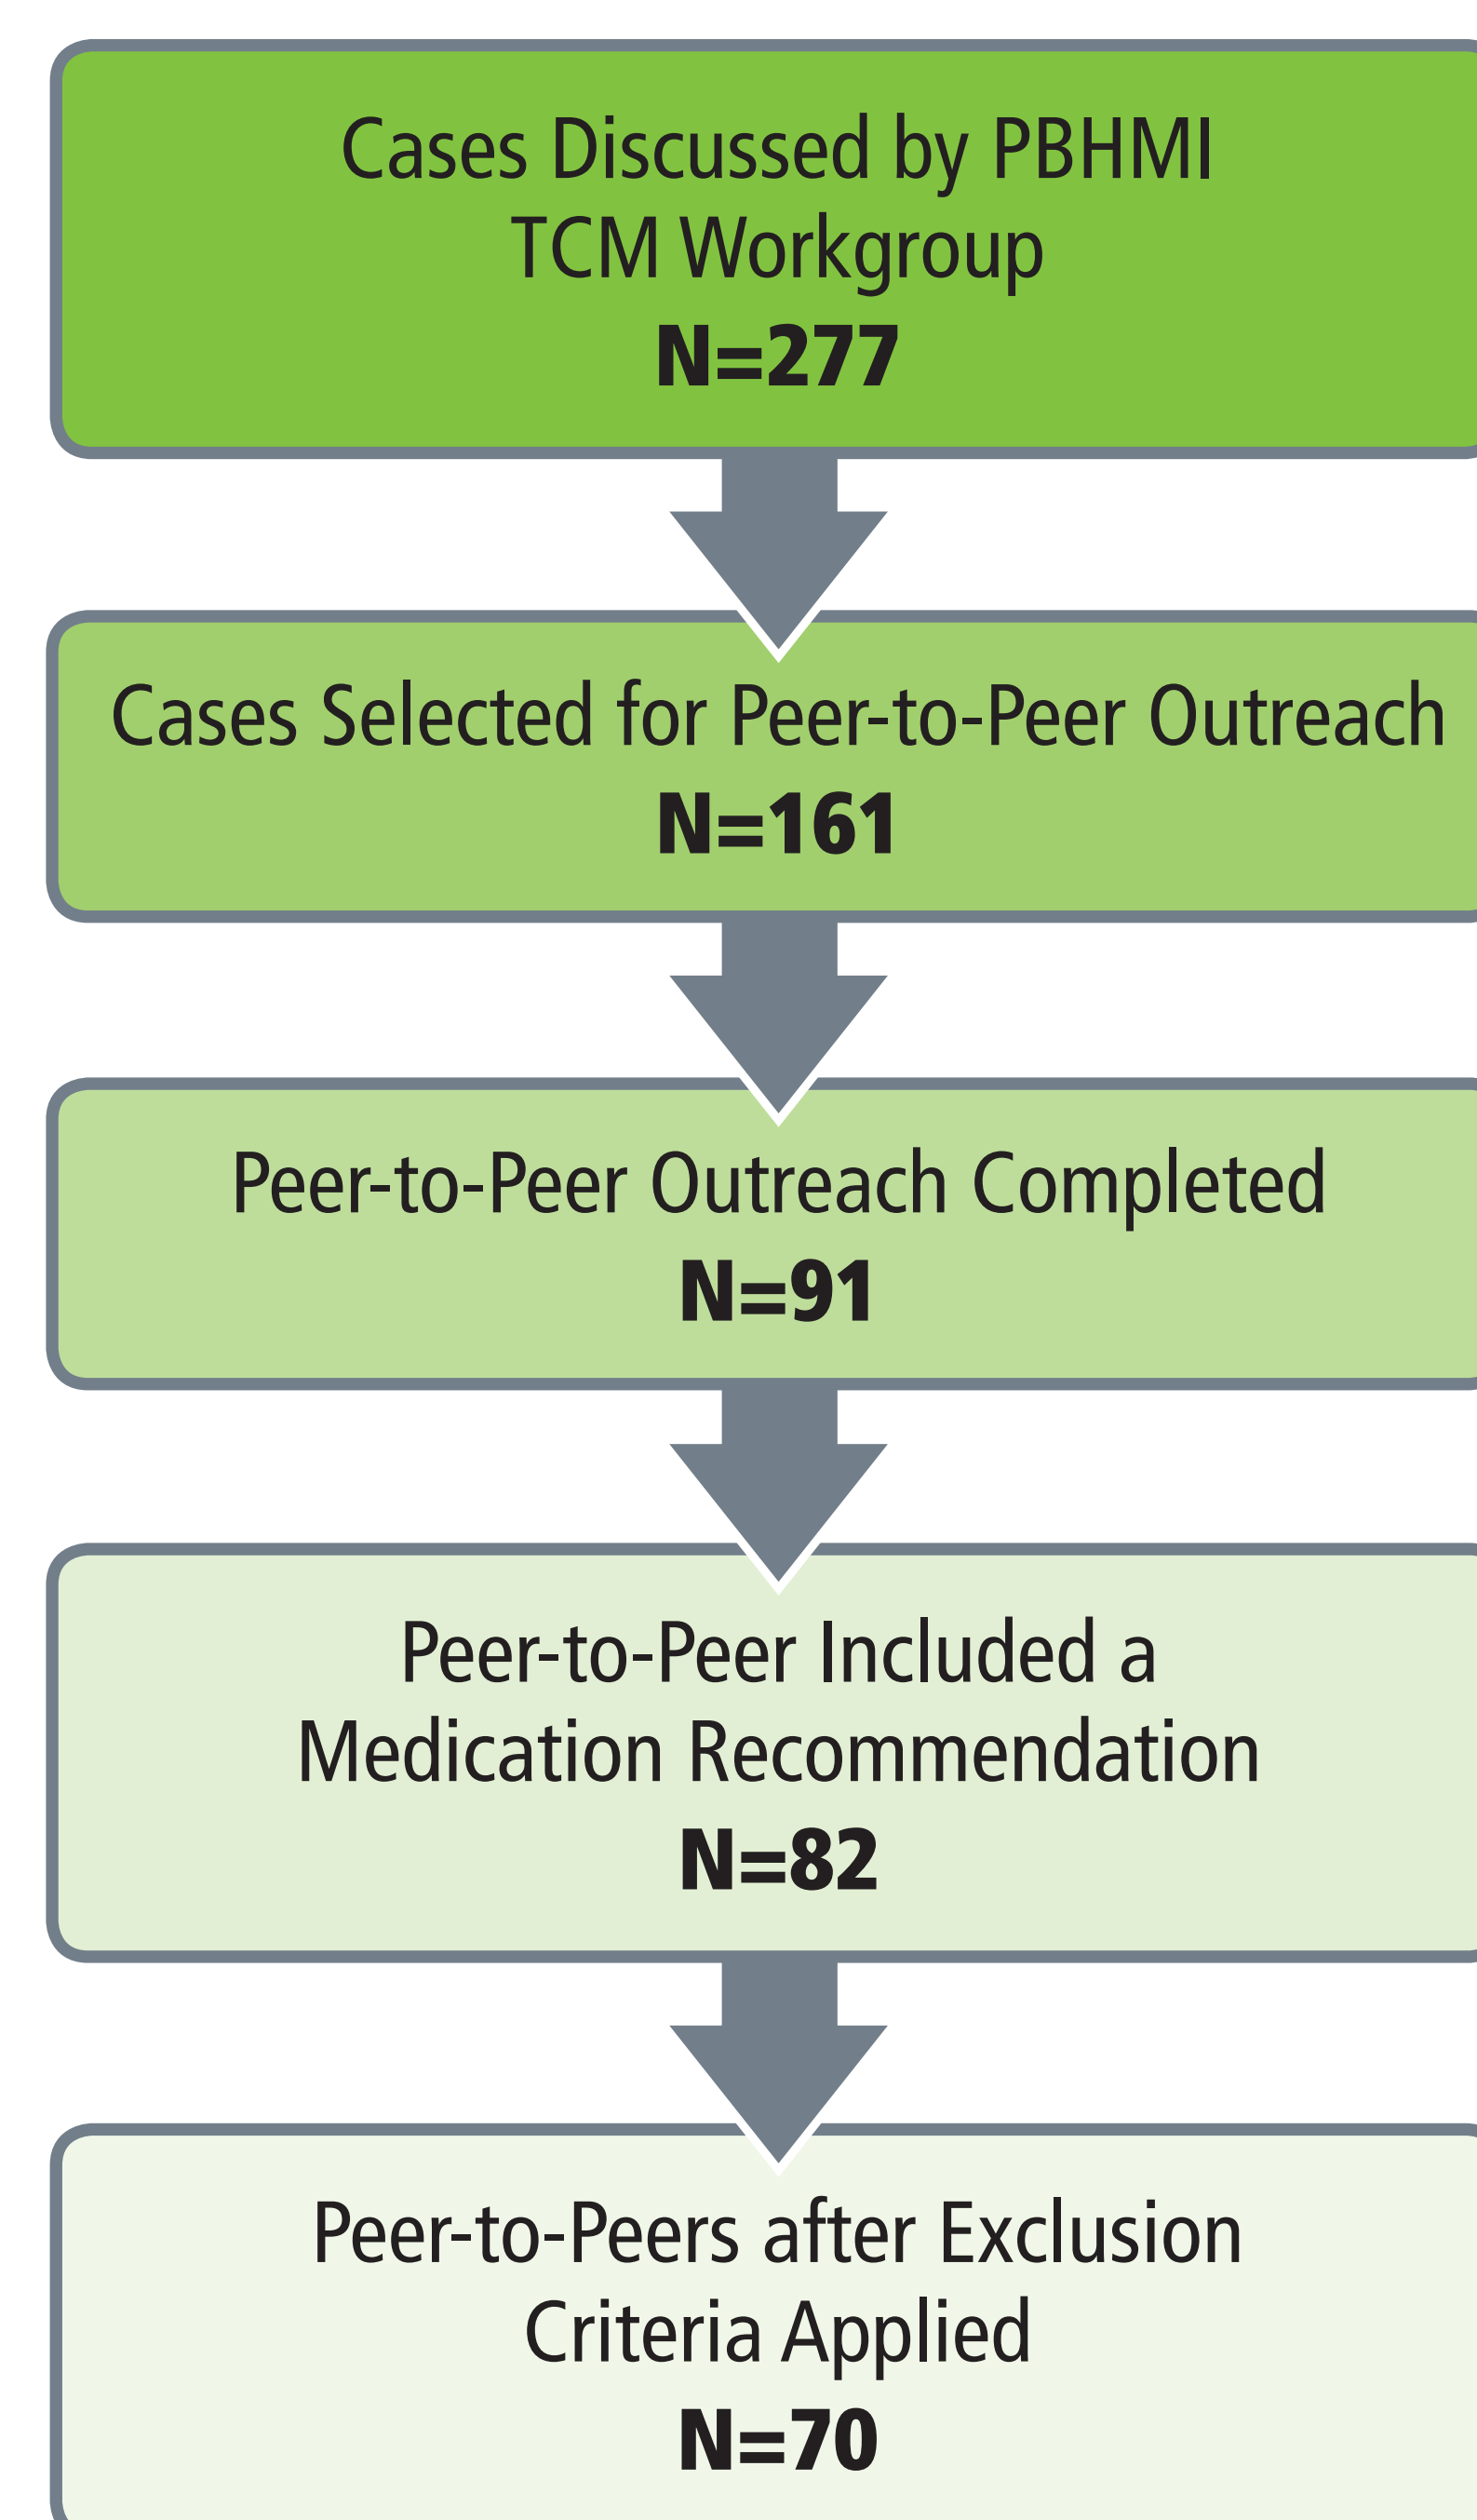 Cases Discussed by PBHMI
TCM Workgroup
N=277
Cases Selected for Peer-to-Peer Outreach
N=161
Peer-to-Peer Outreach Completed
N=91
Peer-to-Peer Included a
Medication Recommendation
N=82
Peer-to-Peers after Exclusion
Criteria Applied
N=70